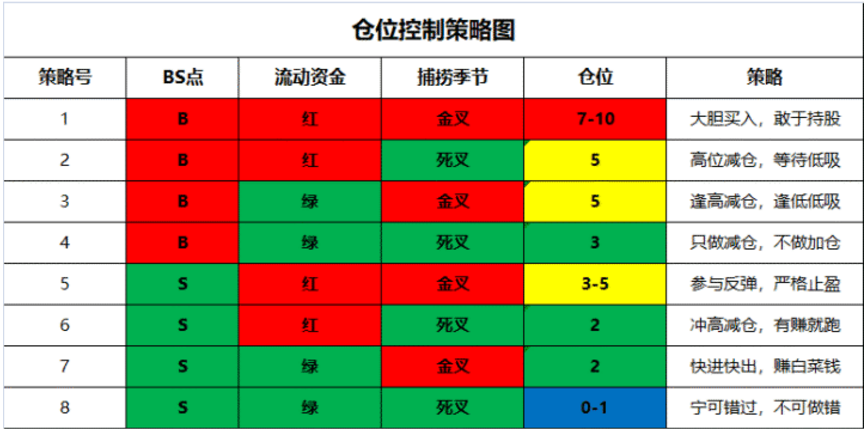 仓位控制策略图
策略号 BS点 流动资金 捕捞季节 仓位 策略
1 B 红 金叉 7-10 大胆买入，敢于持股
2 B 红 死叉 5 高位减仓，等待低吸
3 B 绿 金叉 5 逢高减仓，逢低低吸
4 B 绿 死叉 3 只做减仓，不做加仓
5 S 红 金叉 3-5 参与反弹，严格止盈
6 S 红 死叉 2 冲高减仓，有赚就跑
7 S 绿 金叉 2 快进快出，赚白菜钱
8 S 绿 死叉 0-1 宁可错过，不可做错